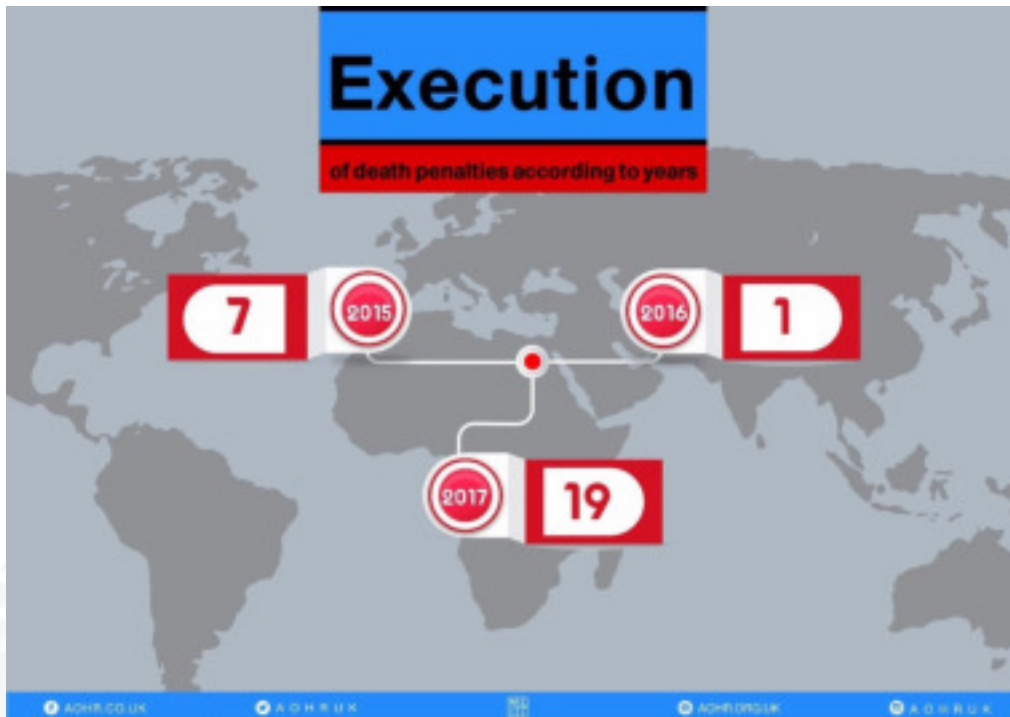 Execution
of death penalties according to years
7
2015
2016
1
2017
19
AOHR.CO.UK
AOHRUK
AOHR.ORG.UK
AOHRUK